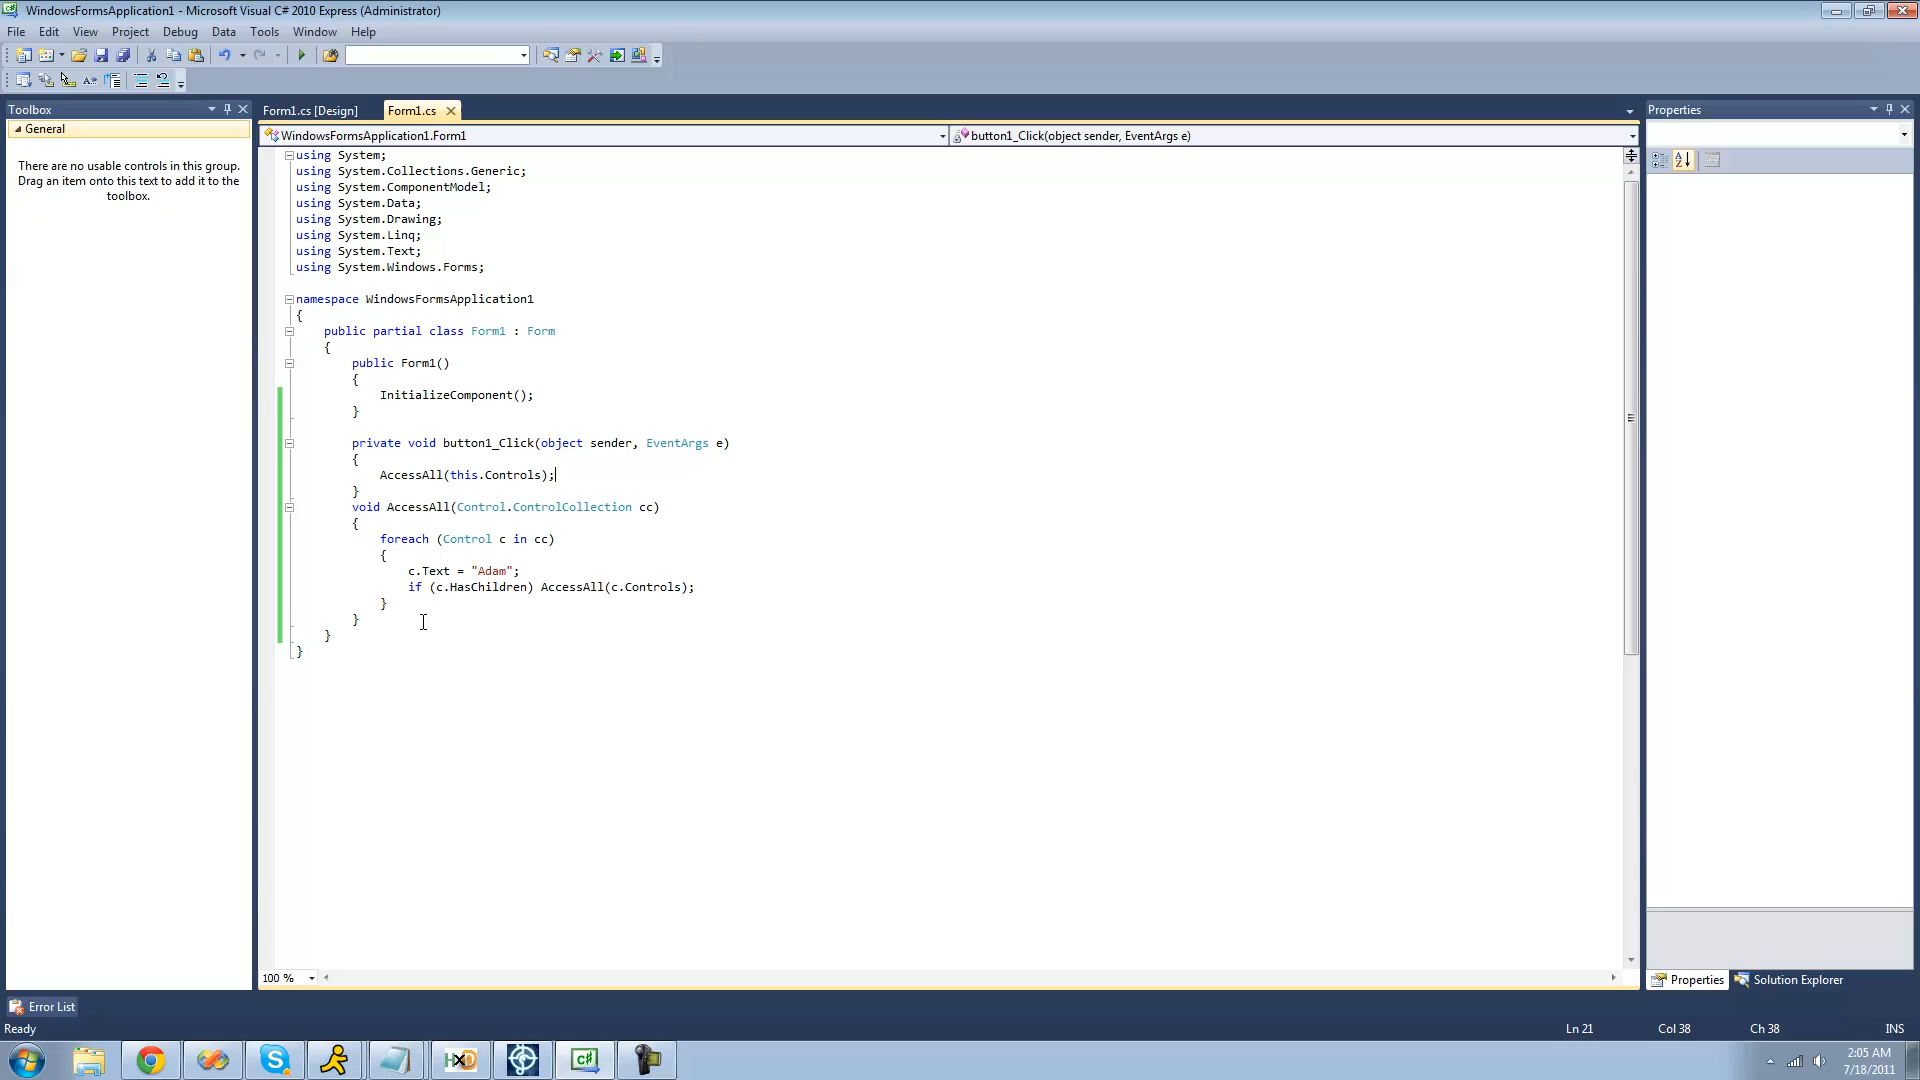 WindowsFormsApplication1 - Microsoft Visual C# 2010 Express (Administrator)
File Edit View Project Debug Data Tools Window Help
Toolbox
General
There are no usable controls in this group.
Drag an item onto this text to add it to the
toolbox.
Form1.cs [Design] Form1.cs
WindowsFormsApplication1.Form1 button1_Click(object sender, EventArgs e)
using System;
using System.Collections.Generic;
using System.ComponentModel;
using System.Data;
using System.Drawing;
using System.Linq;
using System.Text;
using System.Windows.Forms;
namespace WindowsFormsApplication1
{
public partial class Form1 : Form
{
public Form1()
{
InitializeComponent();
}
private void button1_Click(object sender, EventArgs e)
{
AccessAll(this.Controls);
}
void AccessAll(Control.ControlCollection cc)
{
foreach (Control c in cc)
{
c.Text = "Adam";
if (c.HasChildren) AccessAll(c.Controls);
}
}
}
}
100 %
Properties
Properties Solution Explorer
Error List
Ready Ln 21 Col 38 Ch 38 INS
2:05 AM
7/18/2011